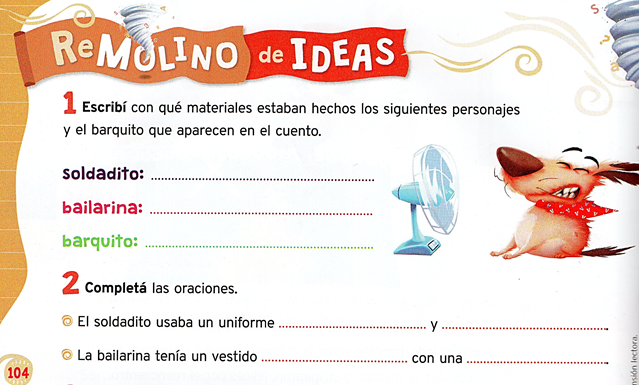 ReMOLINO de IDEAS
1 Escribí con qué materiales estaban hechos los siguientes personajes
y el barquito que aparecen en el cuento.
soldadito:
bailarina:
barquito:
2 Completá las oraciones.
El soldadito usaba un uniforme y
La bailarina tenía un vestido con una
104
lectora.